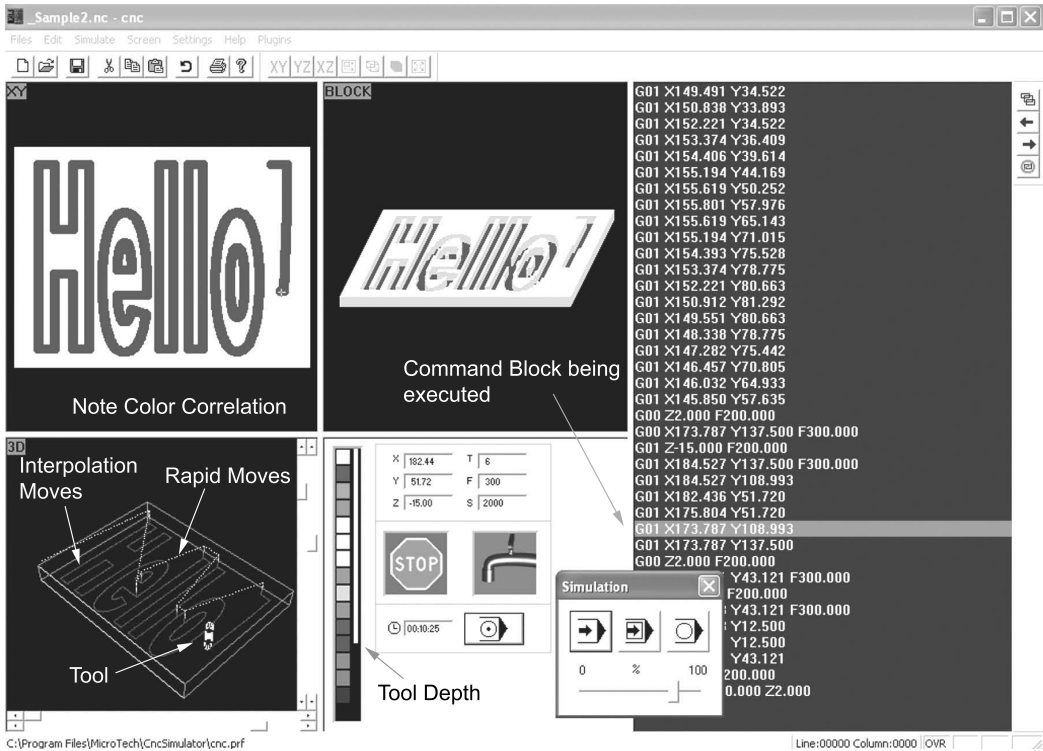 _Sample2.nc - cnc
Files Edit Simulate Screen Settings Help Plugins
XY YZ XZ
XY
Hello
Note Color Correlation
BLOCK
Hello
Command Block being
executed
G01 X149.491 Y34.522
G01 X150.838 Y33.893
G01 X152.221 Y34.522
G01 X153.374 Y36.409
G01 X154.406 Y39.614
G01 X155.194 Y44.169
G01 X155.619 Y50.252
G01 X155.801 Y57.976
G01 X155.619 Y65.143
G01 X155.194 Y71.015
G01 X154.393 Y75.528
G01 X153.374 Y78.775
G01 X152.221 Y80.663
G01 X150.912 Y81.292
G01 X149.551 Y80.663
G01 X148.338 Y78.775
G01 X147.282 Y75.442
G01 X146.457 Y70.805
G01 X146.032 Y64.933
G01 X145.850 Y57.635
G00 Z2.000 F200.000
G00 X173.787 Y137.500 F300.000
G01 Z-15.000 F200.000
G01 X184.527 Y137.500 F300.000
G01 X184.527 Y108.993
G01 X182.436 Y51.720
G01 X175.804 Y51.720
G01 X173.787 Y108.993
G01 X173.787 Y137.500
G00 Z2.000 F200.000
Y43.121 F300.000
F200.000
Y43.121 F300.000
Y12.500
Y12.500
Y43.121
200.000
0.000 Z2.000
3D
Interpolation
Moves
Rapid Moves
Tool
X 182.44 T 6
Y 51.72 F 300
Z -15.00 S 2000
STOP
00:10:25
Tool Depth
Simulation
0 % 100
C:\Program Files\MicroTech\CncSimulator\cnc.prf
Line:00000 Column:0000 OVR